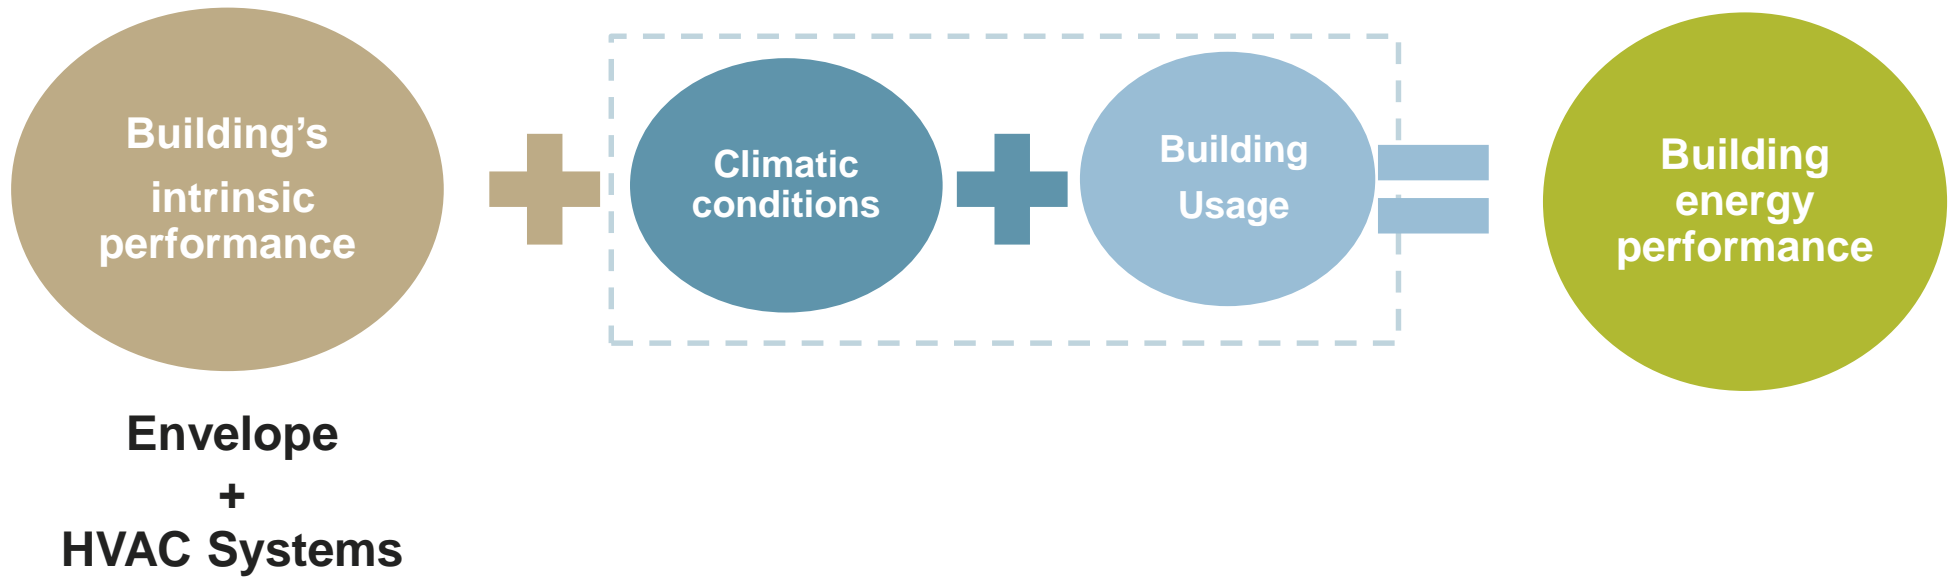 Building’s
intrinsic
performance
Climatic
conditions
Building
Usage
Building
energy
performance
Envelope
+
HVAC Systems